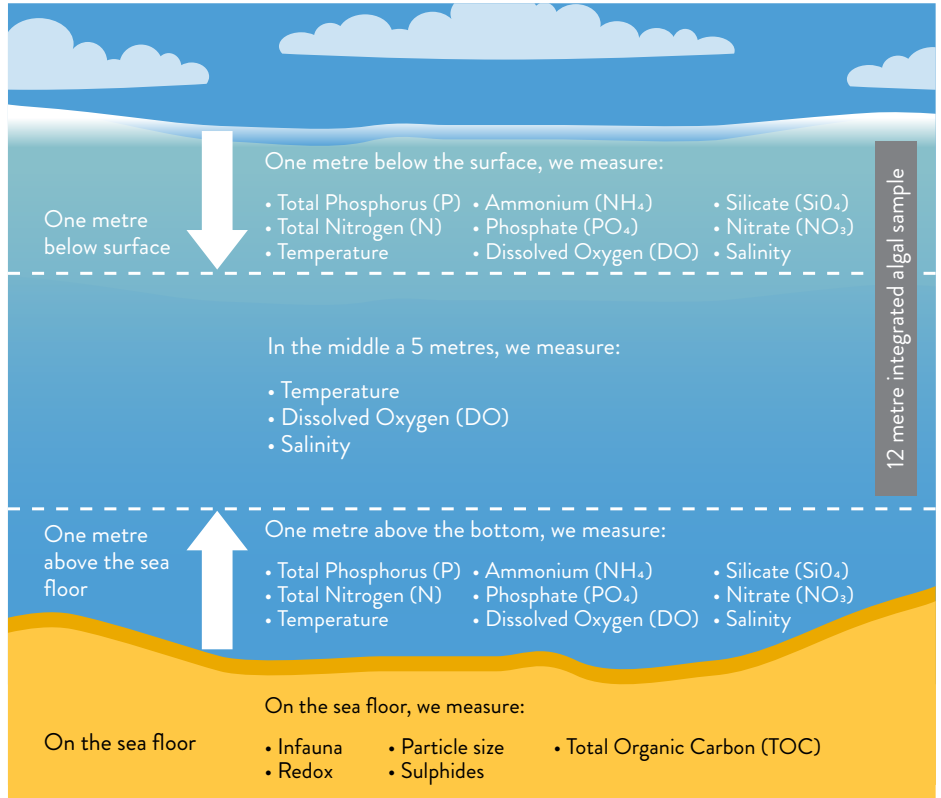 One metre below the surface, we measure:
• Total Phosphorus (P) • Ammonium (NH₄) • Silicate (Si0₄)
• Total Nitrogen (N) • Phosphate (PO₄) • Nitrate (NO₃)
• Temperature • Dissolved Oxygen (DO) • Salinity
One metre
below surface
12 metre integrated algal sample
In the middle a 5 metres, we measure:
• Temperature
• Dissolved Oxygen (DO)
• Salinity
One metre
above the sea
floor
One metre above the bottom, we measure:
• Total Phosphorus (P) • Ammonium (NH₄) • Silicate (Si0₄)
• Total Nitrogen (N) • Phosphate (PO₄) • Nitrate (NO₃)
• Temperature • Dissolved Oxygen (DO) • Salinity
On the sea floor
On the sea floor, we measure:
• Infauna • Particle size • Total Organic Carbon (TOC)
• Redox • Sulphides